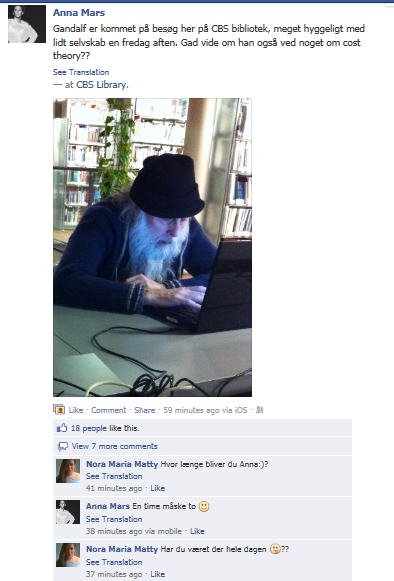 Anna Mars
Gandalf er kommet på besøg her på CBS bibliotek, meget hyggeligt med
lidt selvskab en fredag aften. Gad vide om han også ved noget om cost
theory??
See Translation
— at CBS Library.
Like · Comment · Share · 59 minutes ago via iOS ·
18 people like this.
View 7 more comments
Nora Maria Matty Hvor længe bliver du Anna:)?
See Translation
41 minutes ago · Like
Anna Mars En time måske to
See Translation
38 minutes ago via mobile · Like
Nora Maria Matty Har du været der hele dagen ??
See Translation
37 minutes ago · Like